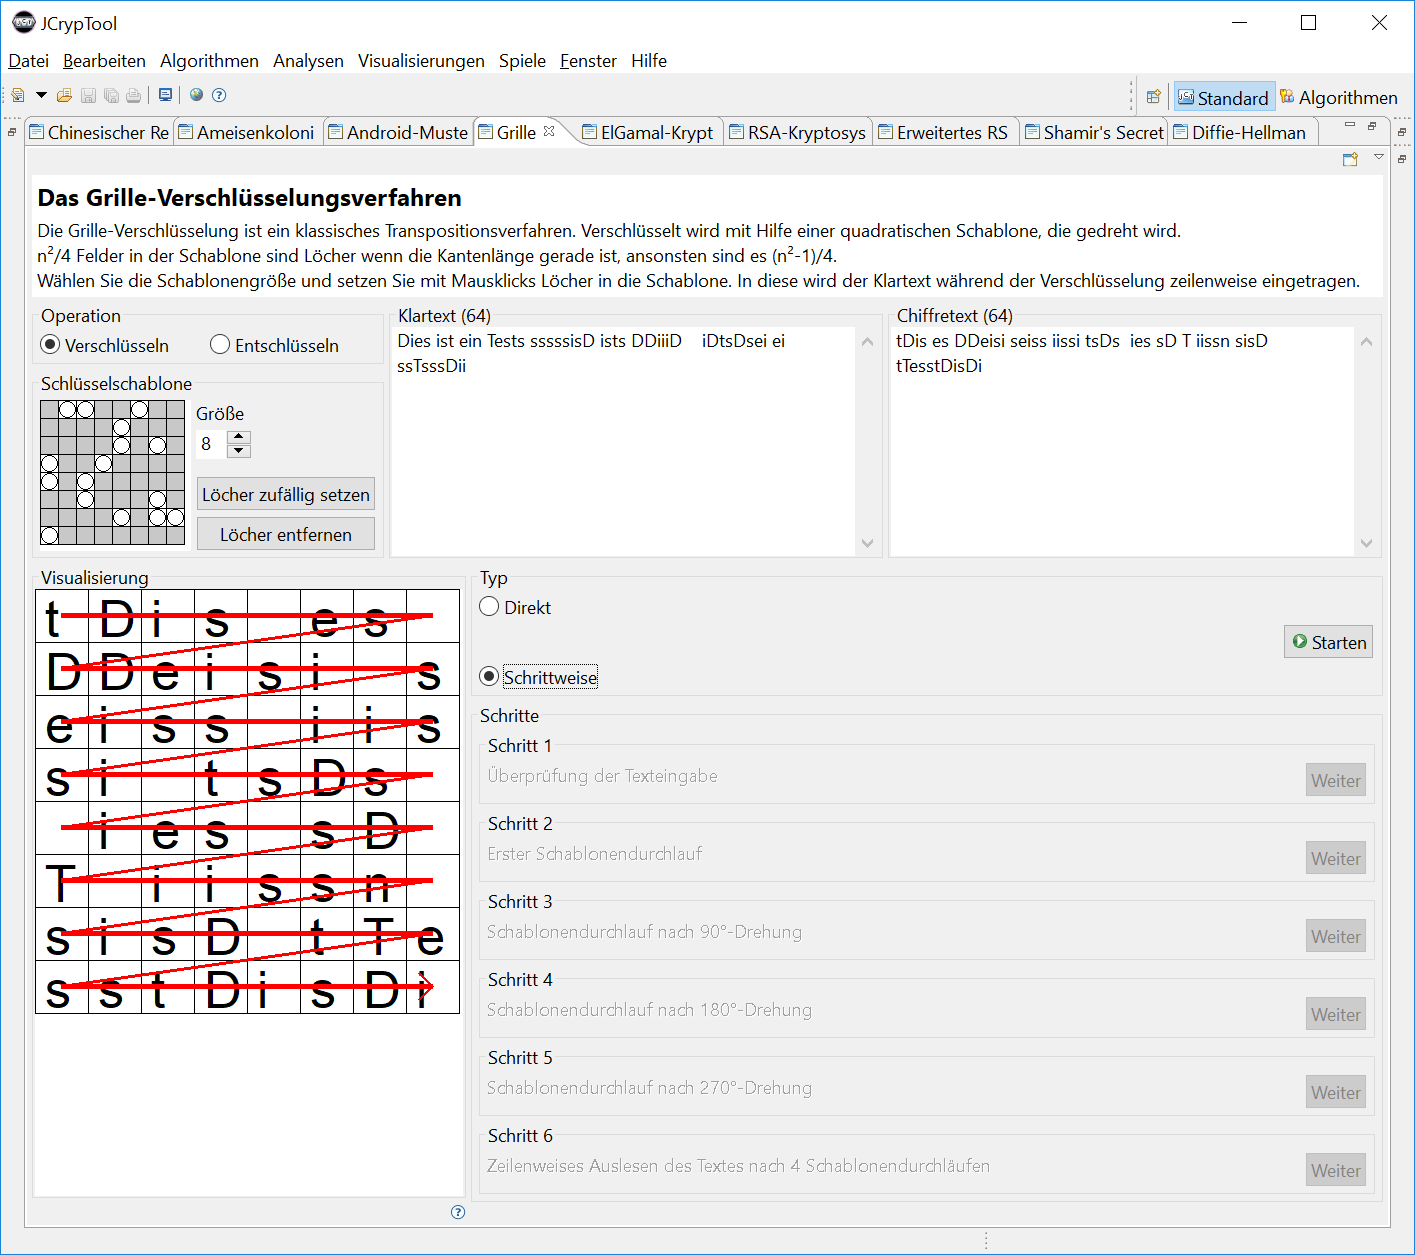 JCrypTool
Datei Bearbeiten Algorithmen Analysen Visualisierungen Spiele Fenster Hilfe
Standard Algorithmen
Chinesischer Re Ameisenkoloni Android-Muste Grille ElGamal-Krypt RSA-Kryptosys Erweitertes RS Shamir's Secret Diffie-Hellman
Das Grille-Verschlüsselungsverfahren
Die Grille-Verschlüsselung ist ein klassisches Transpositionsverfahren. Verschlüsselt wird mit Hilfe einer quadratischen Schablone, die gedreht wird.
n²/4 Felder in der Schablone sind Löcher wenn die Kantenlänge gerade ist, ansonsten sind es (n²-1)/4.
Wählen Sie die Schablonengröße und setzen Sie mit Mausklicks Löcher in die Schablone. In diese wird der Klartext während der Verschlüsselung zeilenweise eingetragen.
Operation
Verschlüsseln Entschlüsseln
Schlüsselschablone
Größe
8
Löcher zufällig setzen
Löcher entfernen
Klartext (64)
Dies ist ein Tests sssssisD ists DDiiiD    iDtsDsei ei
ssTsssDii
Chiffretext (64)
tDis es DDeisi seiss iissi tsDs  ies sD T iissn sisD
tTesstDisDi
Visualisierung
t D i s   e s
D D e i s i   s
e i s s   i i s
s i   t s D s
i e s   s D
T   i i s s n
s i s D   t T e
s s t D i s D i
Typ
Direkt
Starten
Schrittweise
Schritte
Schritt 1
Überprüfung der Texteingabe Weiter
Schritt 2
Erster Schablonendurchlauf Weiter
Schritt 3
Schablonendurchlauf nach 90°-Drehung Weiter
Schritt 4
Schablonendurchlauf nach 180°-Drehung Weiter
Schritt 5
Schablonendurchlauf nach 270°-Drehung Weiter
Schritt 6
Zeilenweises Auslesen des Textes nach 4 Schablonendurchläufen Weiter